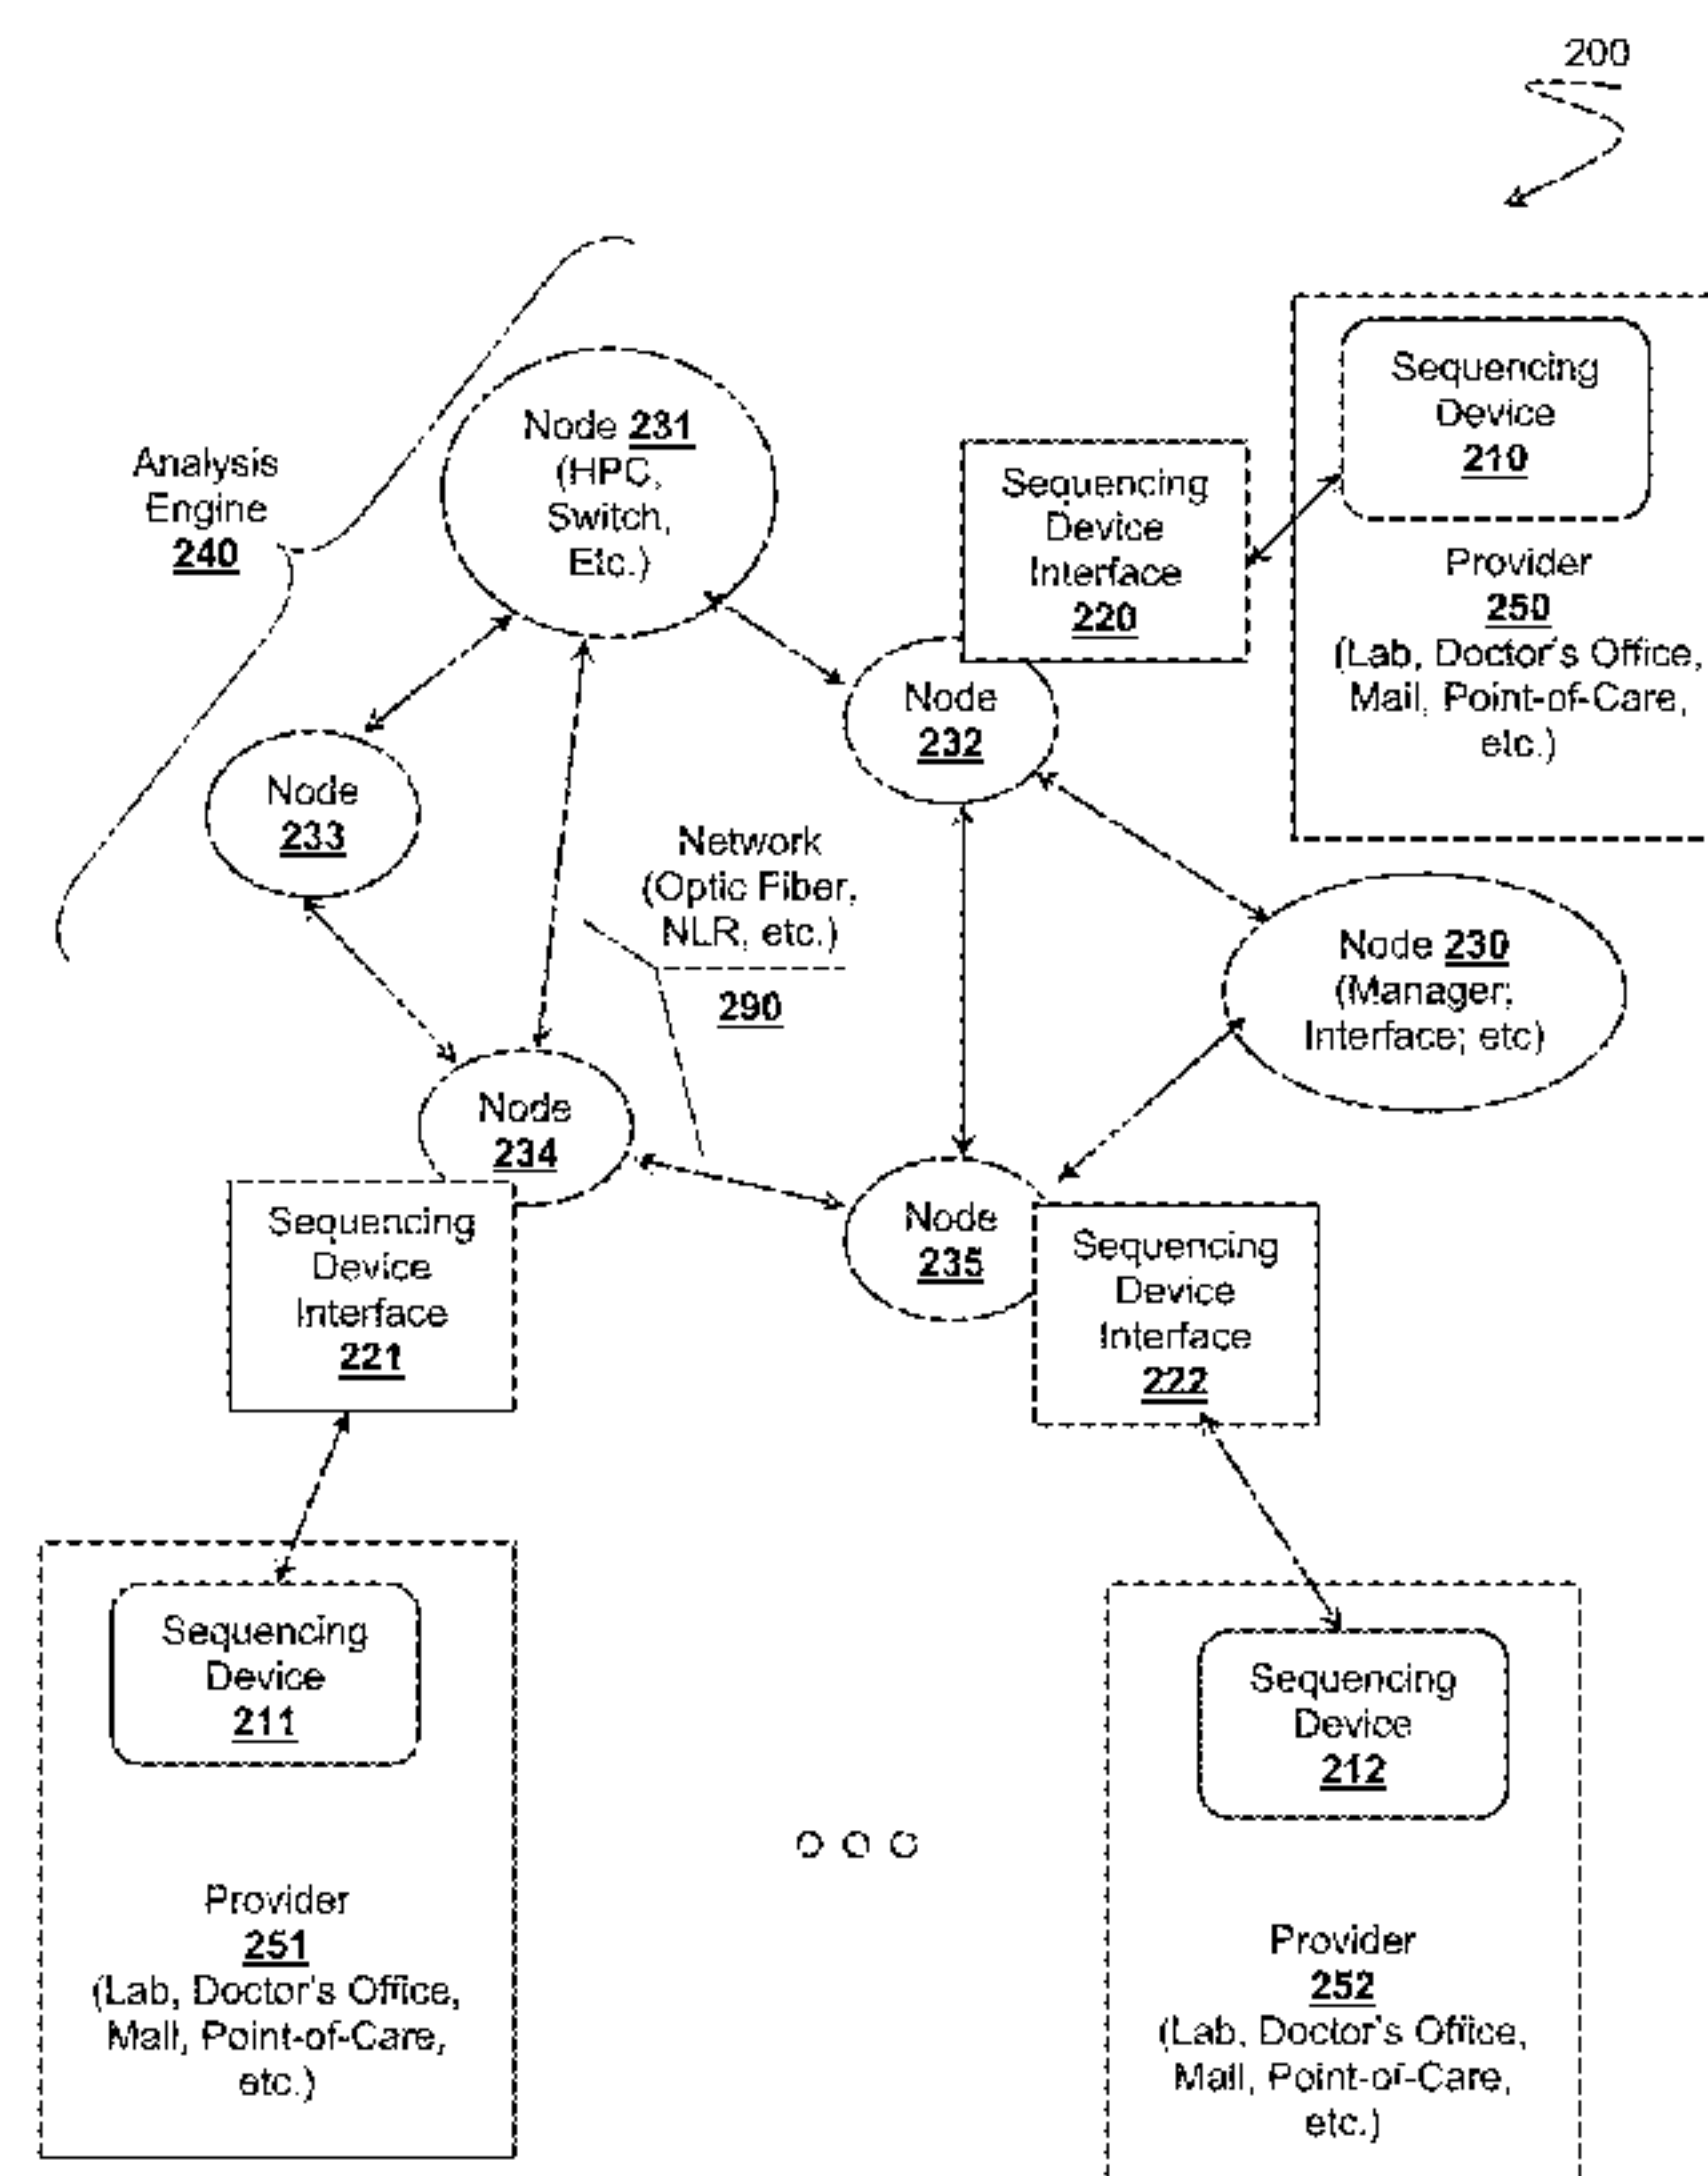 200
Analysis
Engine
240
Node 231
(HPC,
Switch,
Etc.)
Sequencing
Device
Interface
220
Sequencing
Device
210
Provider
250
(Lab, Doctor's Office,
Mail, Point-of-Care,
etc.)
Node
232
Node
233
Network
(Optic Fiber,
NLR, etc.)
290
Node 230
(Manager;
Interface; etc)
Node
234
Sequencing
Device
Interface
221
Node
235
Sequencing
Device
Interface
222
Sequencing
Device
211
Provider
251
(Lab, Doctor's Office,
Mall, Point-of-Care,
etc.)
Sequencing
Device
212
Provider
252
(Lab, Doctor's Office,
Mall, Point-of-Care,
etc.)